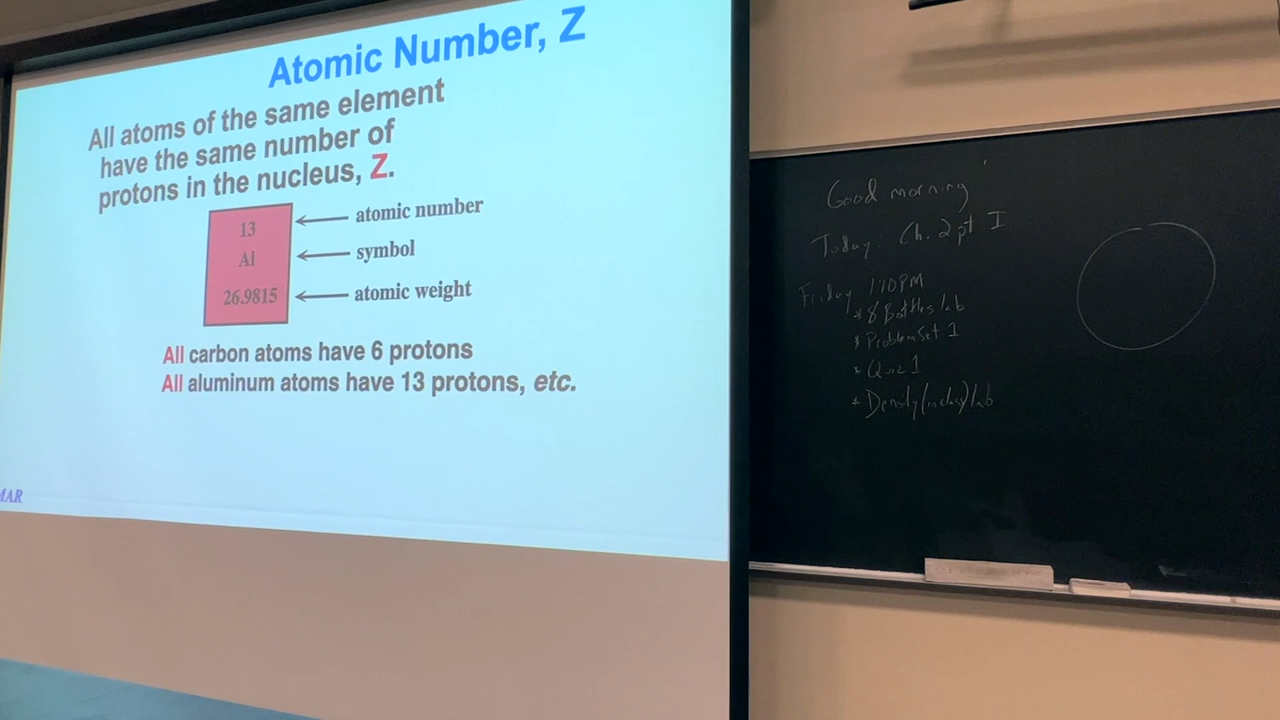 Atomic Number, Z
All atoms of the same element
have the same number of
protons in the nucleus, Z.
13
atomic number
Al
symbol
26.9815
atomic weight
All carbon atoms have 6 protons
All aluminum atoms have 13 protons, etc.
MAR
Good morning
Today: Ch. 2 pt I
Friday 1:10PM
* 8 Bottles lab
* Problem Set 1
* Quiz 1
* Density (inclass) lab